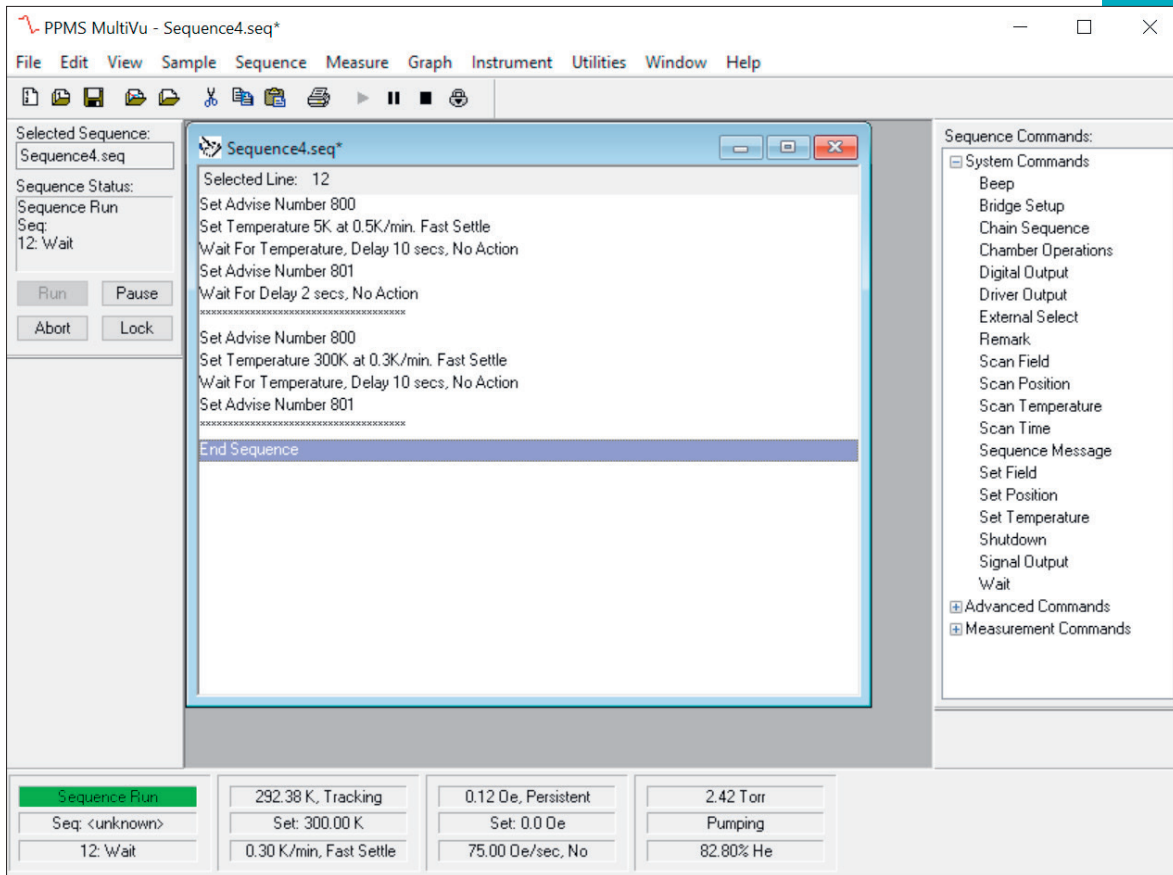 PPMS MultiVu - Sequence4.seq*
File Edit View Sample Sequence Measure Graph Instrument Utilities Window Help
Selected Sequence:
Sequence4.seq
Sequence Status:
Sequence Run
Seq:
12: Wait
Run Pause
Abort Lock
Sequence4.seq*
Selected Line: 12
Set Advise Number 800
Set Temperature 5K at 0.5K/min. Fast Settle
Wait For Temperature, Delay 10 secs, No Action
Set Advise Number 801
Wait For Delay 2 secs, No Action
Set Advise Number 800
Set Temperature 300K at 0.3K/min. Fast Settle
Wait For Temperature, Delay 10 secs, No Action
Set Advise Number 801
End Sequence
Sequence Commands:
System Commands
Beep
Bridge Setup
Chain Sequence
Chamber Operations
Digital Output
Driver Output
External Select
Remark
Scan Field
Scan Position
Scan Temperature
Scan Time
Sequence Message
Set Field
Set Position
Set Temperature
Shutdown
Signal Output
Wait
Advanced Commands
Measurement Commands
Sequence Run
Seq: <unknown>
12: Wait
292.38 K, Tracking
Set: 300.00 K
0.30 K/min, Fast Settle
0.12 Oe, Persistent
Set: 0.0 Oe
75.00 Oe/sec, No
2.42 Torr
Pumping
82.80% He